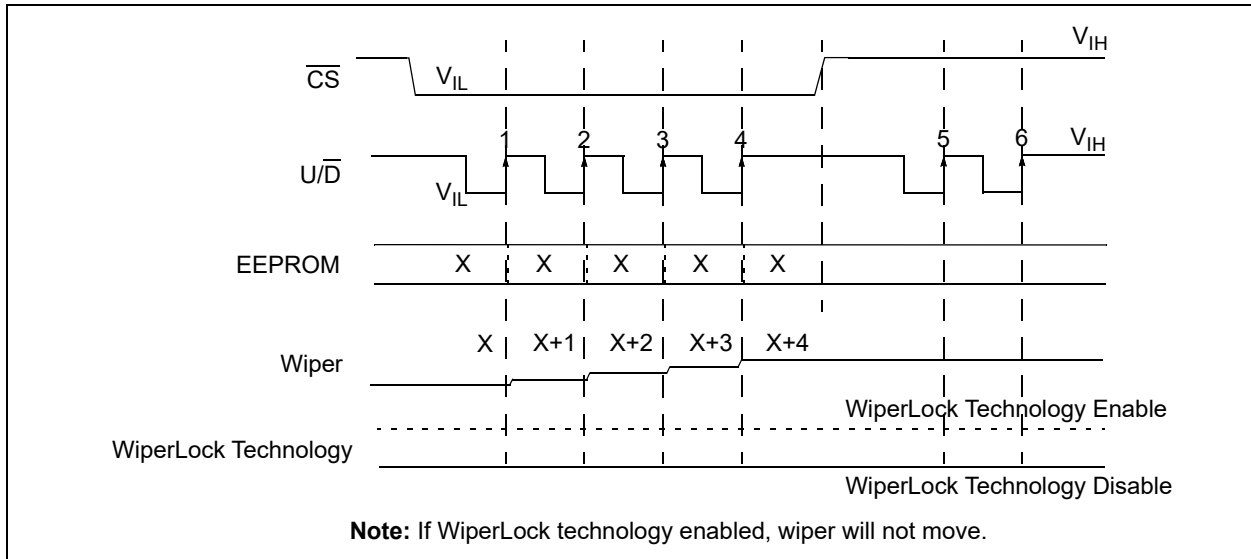 V_IH
C̅S̅ V_IL
1 2 3 4 5 6 V_IH
U/D̅
V_IL
EEPROM X X X X X
X X+1 X+2 X+3 X+4
Wiper
WiperLock Technology Enable
WiperLock Technology
WiperLock Technology Disable
Note: If WiperLock technology enabled, wiper will not move.